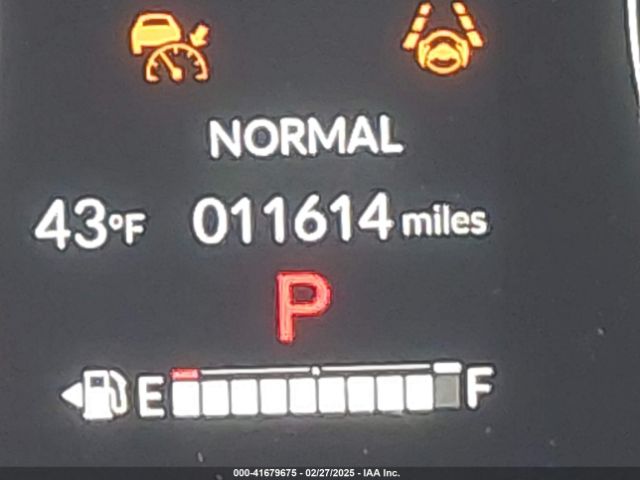 NORMAL
43°F 011614 miles
P
E F
000-41679675 - 02/27/2025 - IAA Inc.